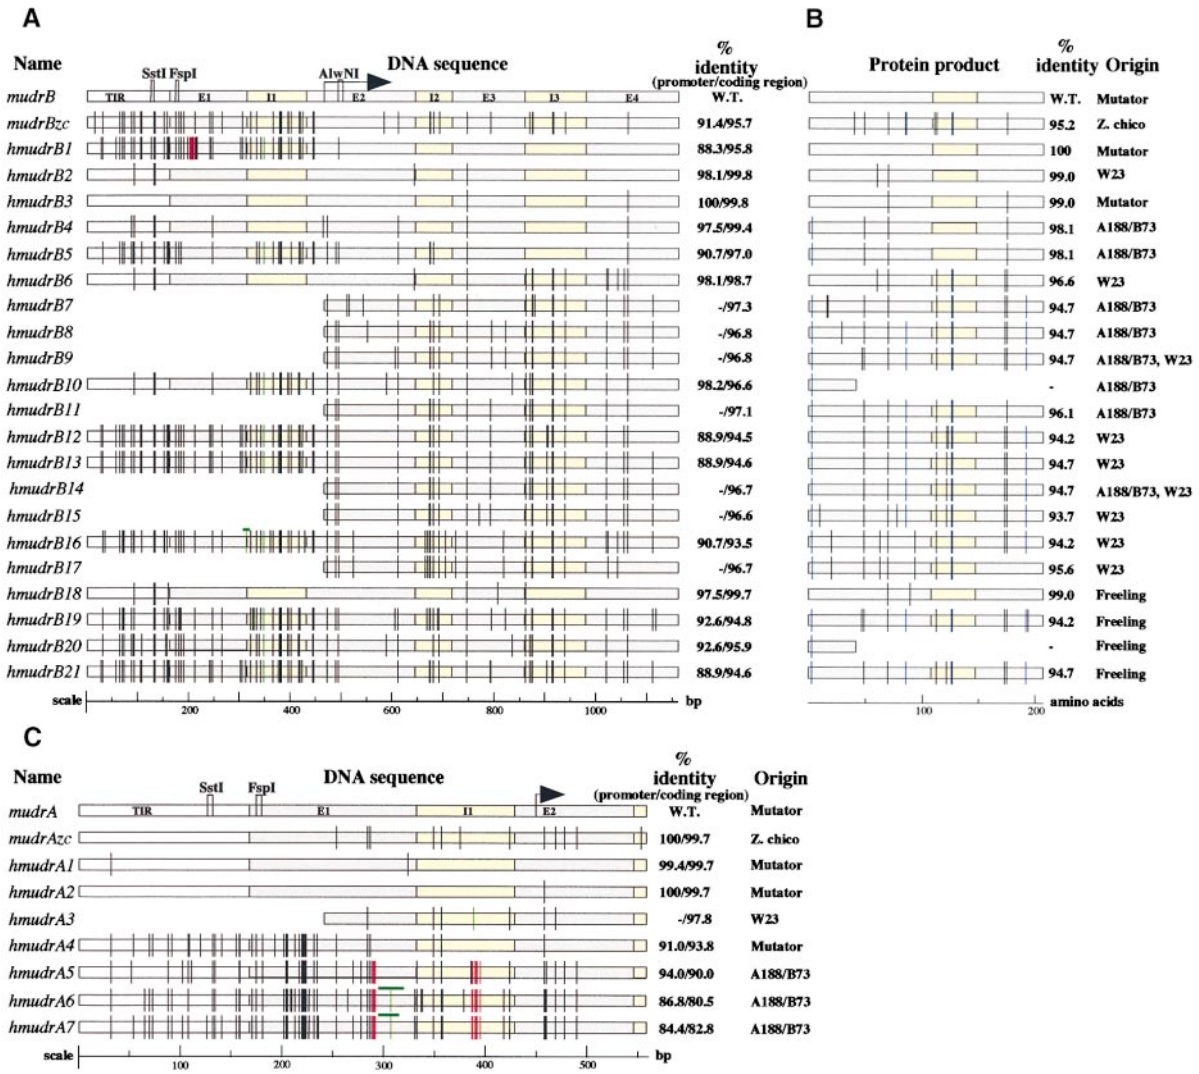 A
B
Name
SstI FspI
AlwNI
DNA sequence
% identity
(promoter/coding region)
Protein product
% identity
Origin
mudrB TIR E1 I1 E2 I2 E3 I3 E4 W.T. W.T. Mutator
mudrBzc 91.4/95.7 95.2 Z. chico
hmudrB1 88.3/95.8 100 Mutator
hmudrB2 98.1/99.8 99.0 W23
hmudrB3 100/99.8 99.0 Mutator
hmudrB4 97.5/99.4 98.1 A188/B73
hmudrB5 90.7/97.0 98.1 A188/B73
hmudrB6 98.1/98.7 96.6 W23
hmudrB7 -/97.3 94.7 A188/B73
hmudrB8 -/96.8 94.7 A188/B73
hmudrB9 -/96.8 94.7 A188/B73, W23
hmudrB10 98.2/96.6 - A188/B73
hmudrB11 -/97.1 96.1 A188/B73
hmudrB12 88.9/94.5 94.2 W23
hmudrB13 88.9/94.6 94.7 W23
hmudrB14 -/96.7 94.7 A188/B73, W23
hmudrB15 -/96.6 93.7 W23
hmudrB16 90.7/93.5 94.2 W23
hmudrB17 -/96.7 95.6 W23
hmudrB18 97.5/99.7 99.0 Freeling
hmudrB19 92.6/94.8 94.2 Freeling
hmudrB20 92.6/95.9 - Freeling
hmudrB21 88.9/94.6 94.7 Freeling
scale 200 400 600 800 1000 bp
100 200 amino acids
C
Name
SstI
FspI
DNA sequence
% identity
(promoter/coding region)
Origin
mudrA TIR E1 I1 E2 W.T. Mutator
mudrAzc 100/99.7 Z. chico
hmudrA1 99.4/99.7 Mutator
hmudrA2 100/99.7 Mutator
hmudrA3 -/97.8 W23
hmudrA4 91.0/93.8 Mutator
hmudrA5 94.0/90.0 A188/B73
hmudrA6 86.8/80.5 A188/B73
hmudrA7 84.4/82.8 A188/B73
scale 100 200 300 400 500 bp